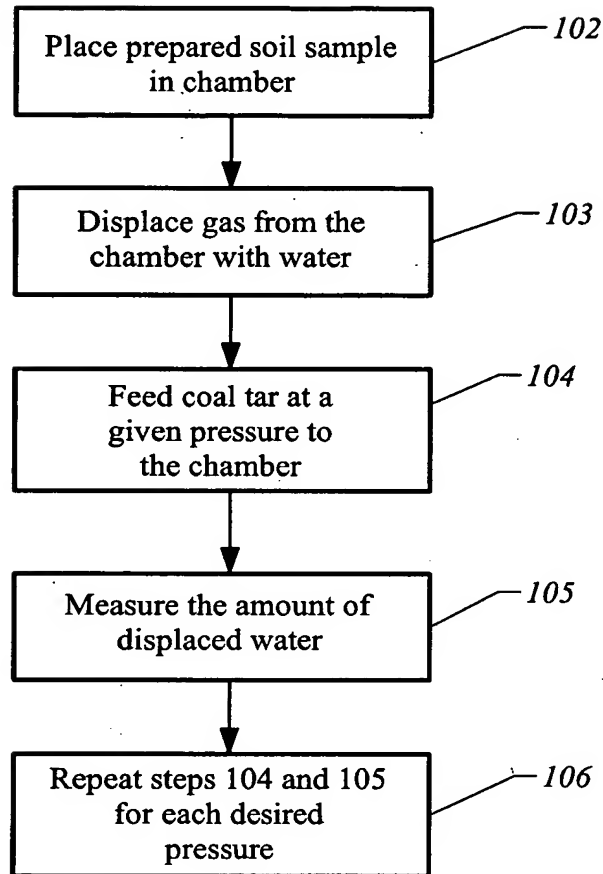 Place prepared soil sample
in chamber
102
Displace gas from the
chamber with water
103
Feed coal tar at a
given pressure to
the chamber
104
Measure the amount of
displaced water
105
Repeat steps 104 and 105
for each desired
pressure
106